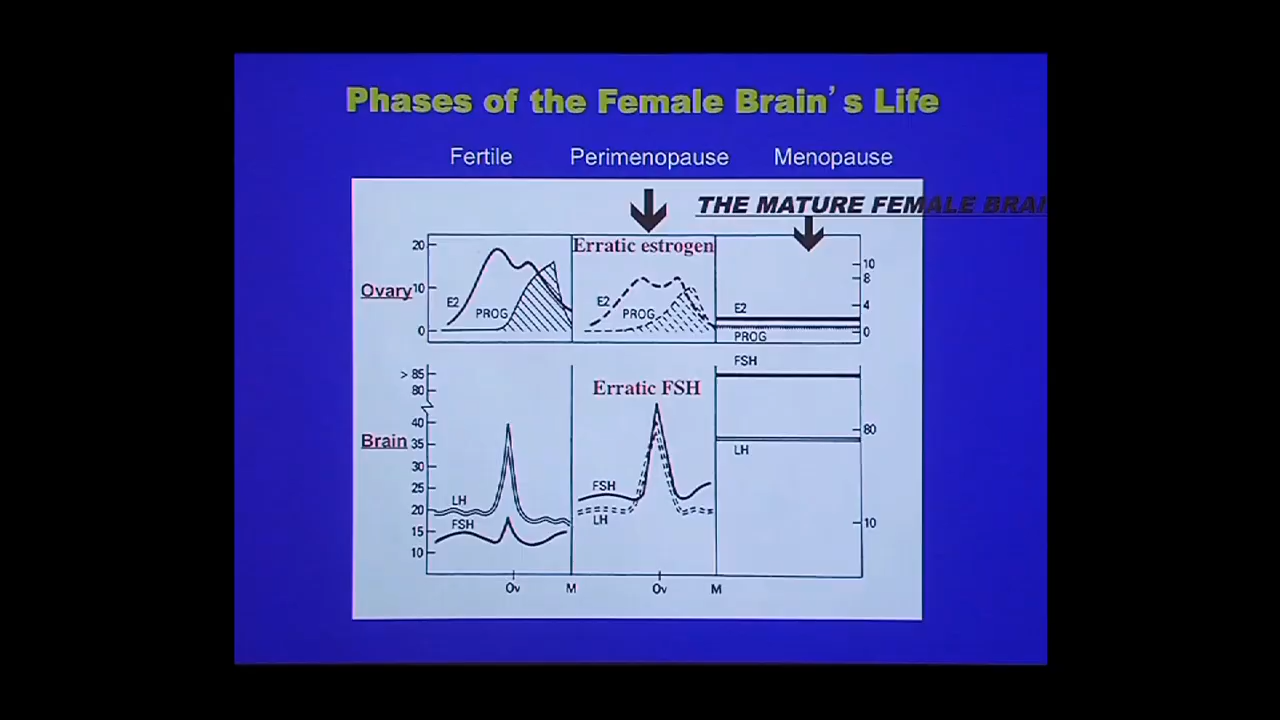 Phases of the Female Brain's Life
Fertile Perimenopause Menopause
THE MATURE FEMALE BRAI
Erratic estrogen
Ovary
20
10
0
E2
PROG
E2
PROG
E2
PROG
10
8
4
0
Erratic FSH
Brain
> 85
80
40
35
30
25
20
15
10
LH
FSH
FSH
LH
FSH
LH
80
10
Ov M Ov M